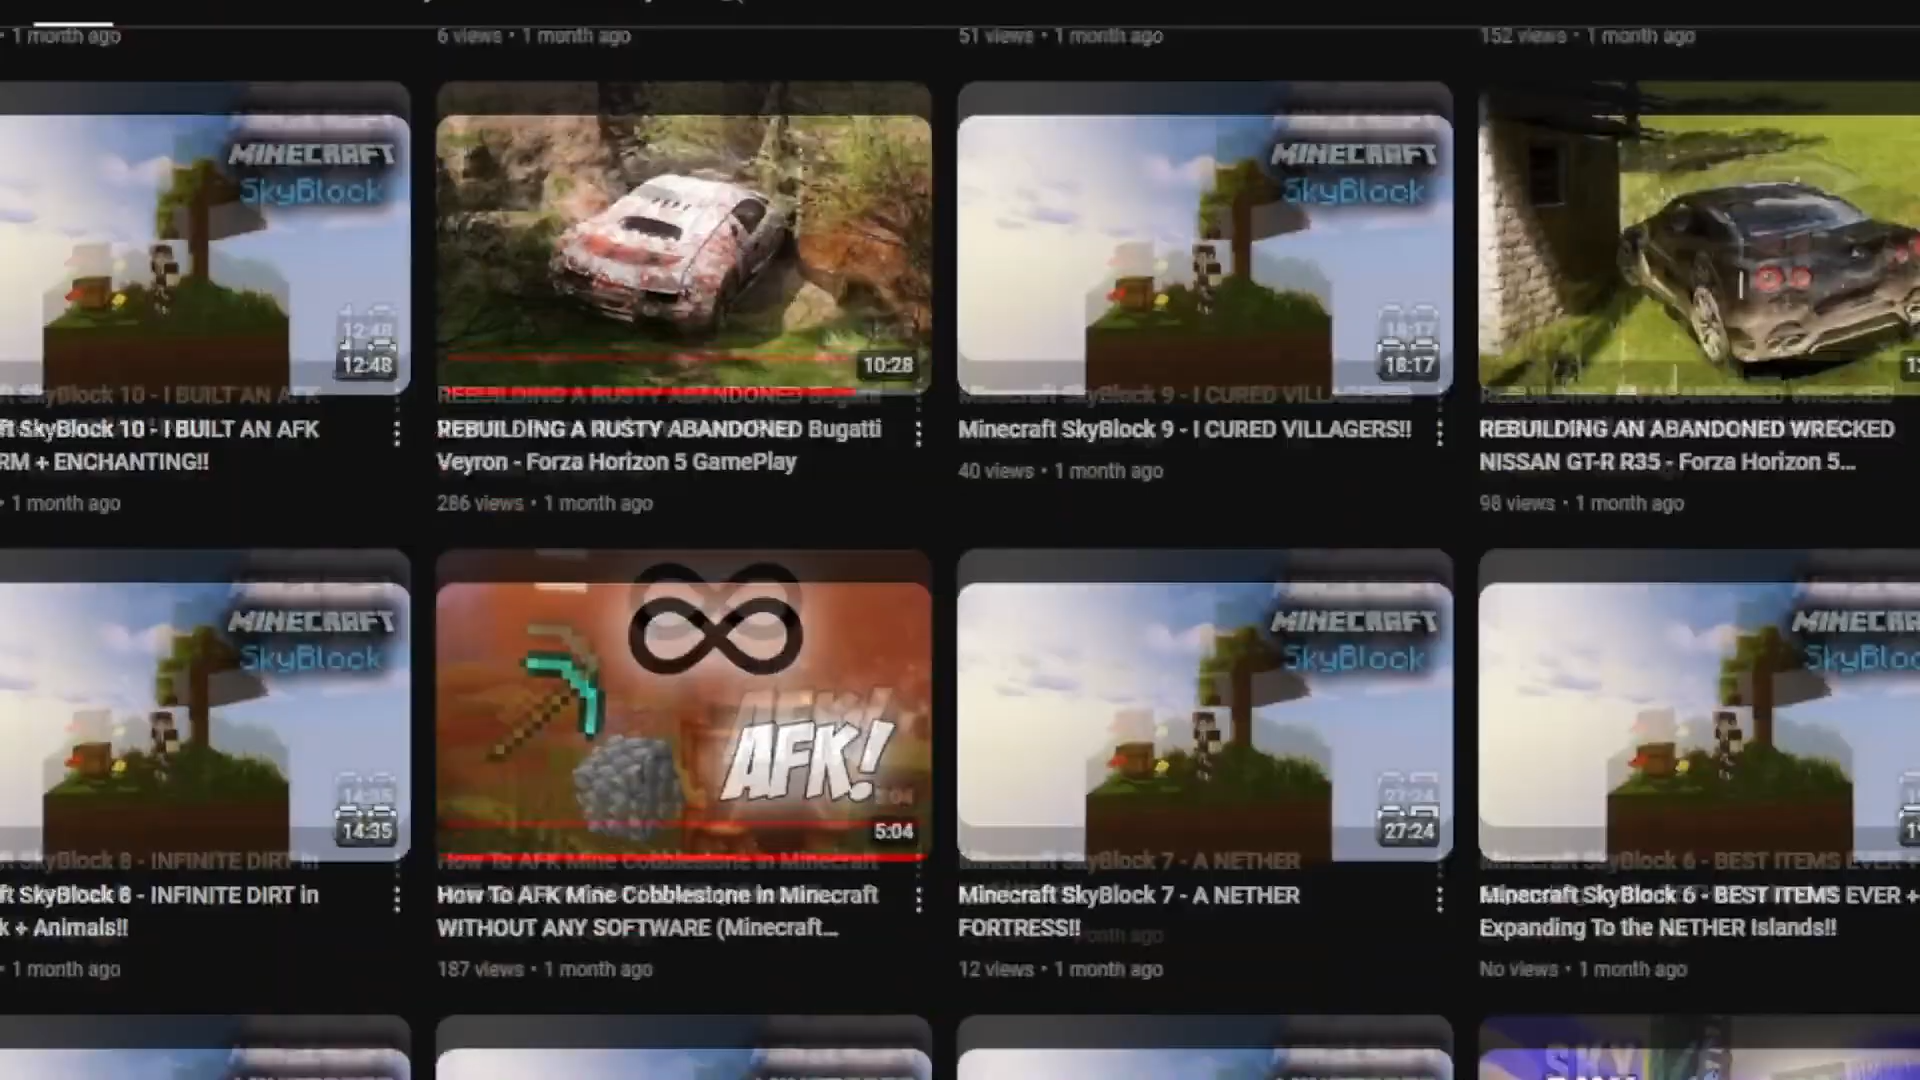 • 1 month ago
6 views • 1 month ago
51 views • 1 month ago
152 views • 1 month ago
MINECRAFT
SkyBlock
12:48
10:28
MINECRAFT
SkyBlock
18:17
ft SkyBlock 10 - I BUILT AN AFK
RM + ENCHANTING!!
• 1 month ago
REBUILDING A RUSTY ABANDONED Bugatti
Veyron - Forza Horizon 5 GamePlay
286 views • 1 month ago
Minecraft SkyBlock 9 - I CURED VILLAGERS!!
40 views • 1 month ago
REBUILDING AN ABANDONED WRECKED
NISSAN GT-R R35 - Forza Horizon 5...
98 views • 1 month ago
MINECRAFT
SkyBlock
14:35
AFK!
5:04
MINECRAFT
SkyBlock
27:24
MINECRA
SkyBloc
ft SkyBlock 8 - INFINITE DIRT in
k + Animals!!
• 1 month ago
How To AFK Mine Cobblestone in Minecraft
WITHOUT ANY SOFTWARE (Minecraft...
187 views • 1 month ago
Minecraft SkyBlock 7 - A NETHER
FORTRESS!!
12 views • 1 month ago
Minecraft SkyBlock 6 - BEST ITEMS EVER +
Expanding To the NETHER Islands!!
No views • 1 month ago
SKY